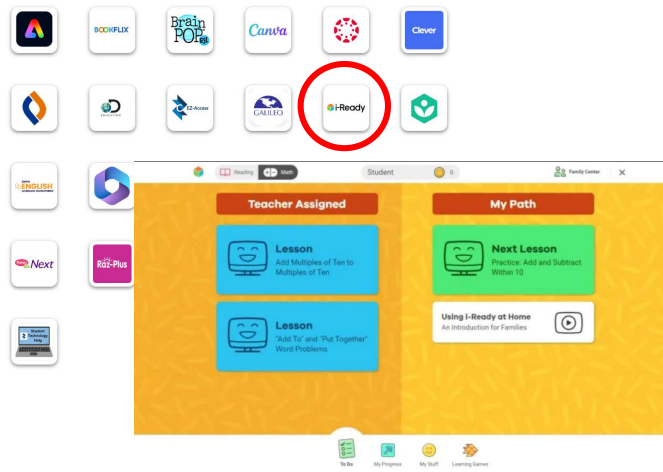 BOOKFLIX
Brain
POP
Canva
Clever
EDUCATION
EZ-Access
GALILEO
i-Ready
ENGLISH
Next
Raz-Plus
Student
Technology
Help
Reading Math Student 0 Family Center X
Teacher Assigned
Lesson
Add Multiples of Ten to
Multiples of Ten
Lesson
"Add To" and "Put Together"
Word Problems
My Path
Next Lesson
Practice: Add and Subtract
Within 10
Using i-Ready at Home
An Introduction for Families
To Do My Progress My Stuff Learning Games